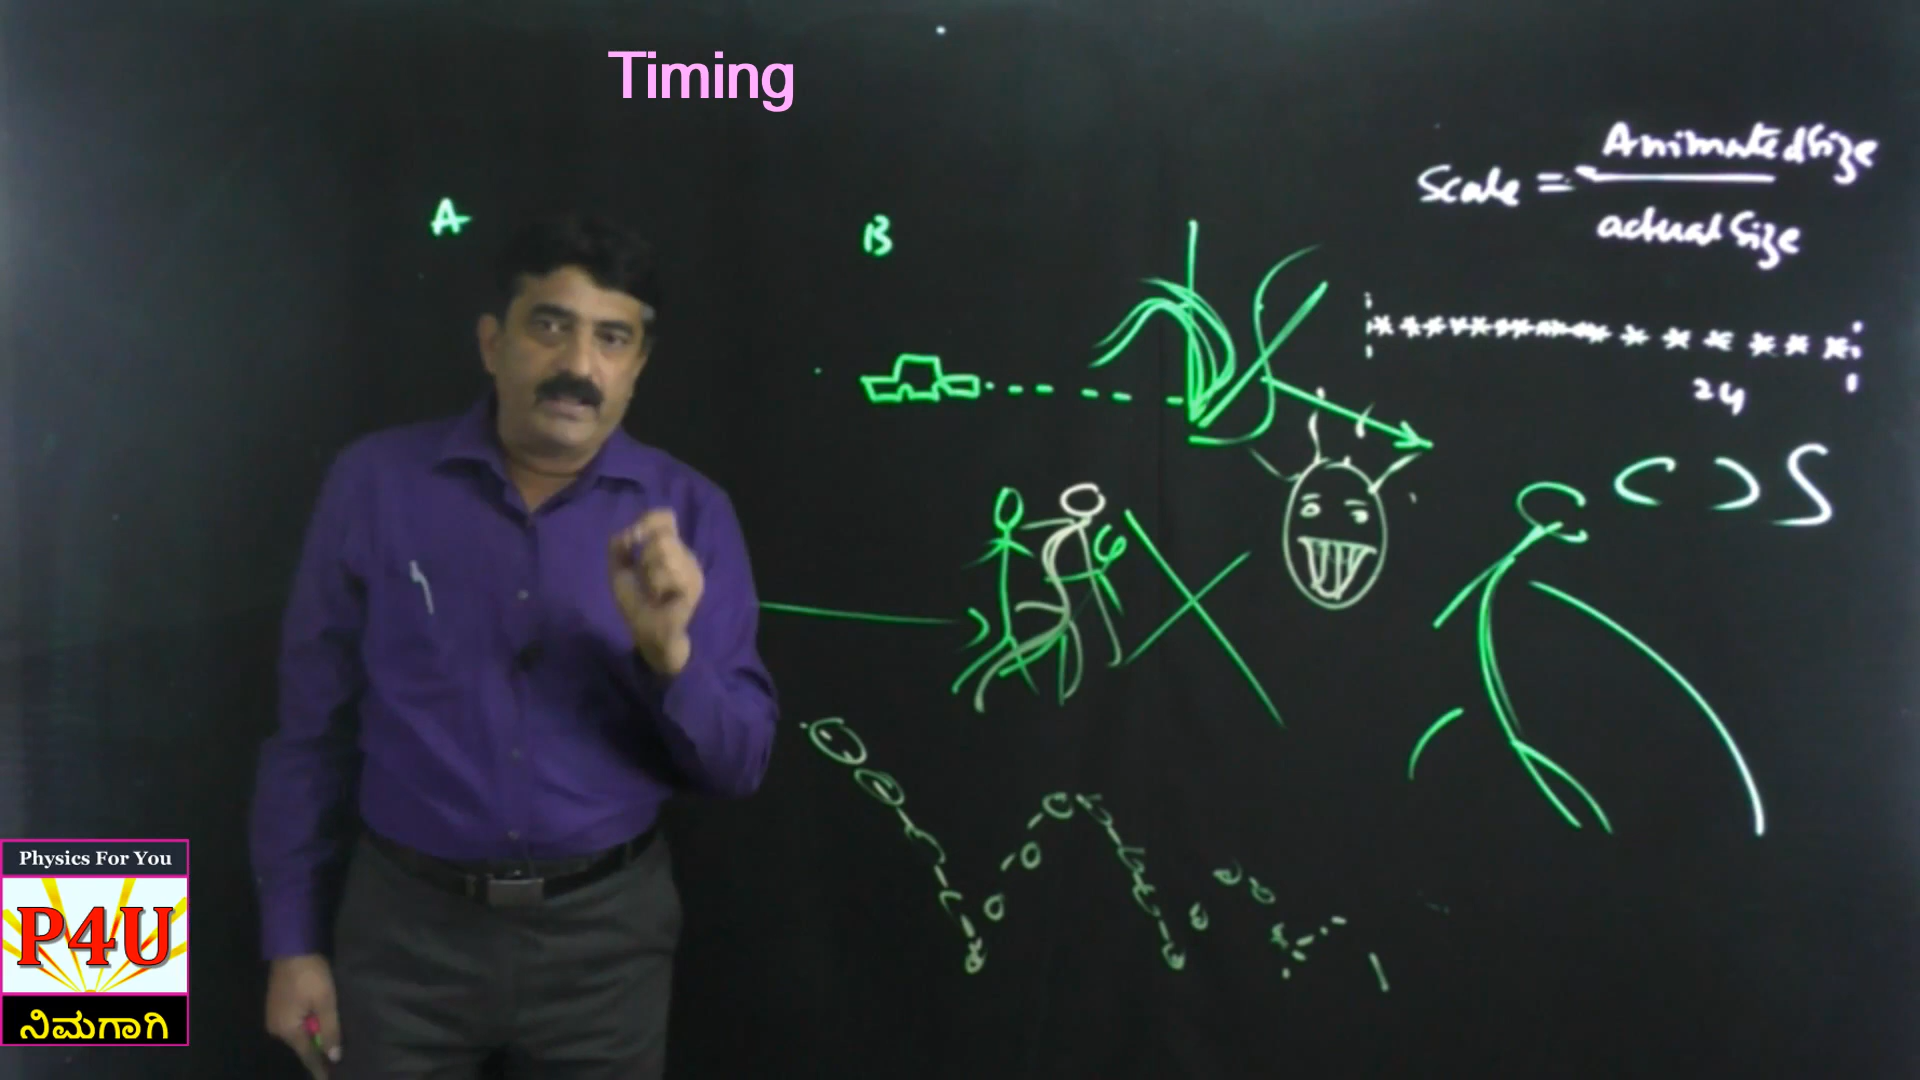 Timing
A
B
Scale = Animated Size
actual Size
24
Physics For You
P4U
ನಿಮಗಾಗಿ